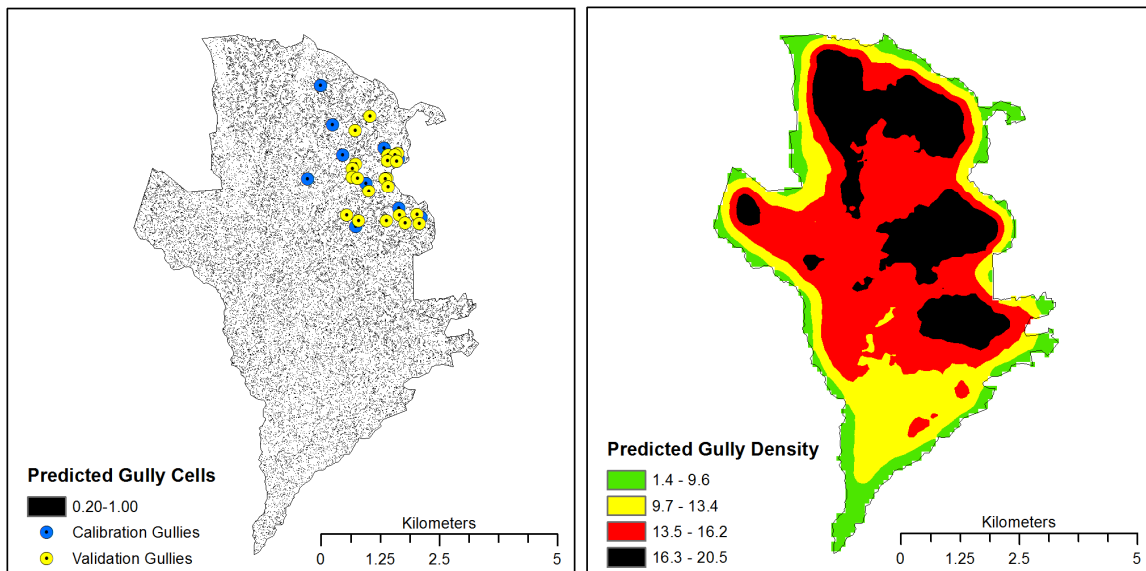 Predicted Gully Cells
0.20-1.00
Calibration Gullies
Validation Gullies
Kilometers
0 1.25 2.5 5
Predicted Gully Density
1.4 - 9.6
9.7 - 13.4
13.5 - 16.2
16.3 - 20.5
Kilometers
0 1.25 2.5 5